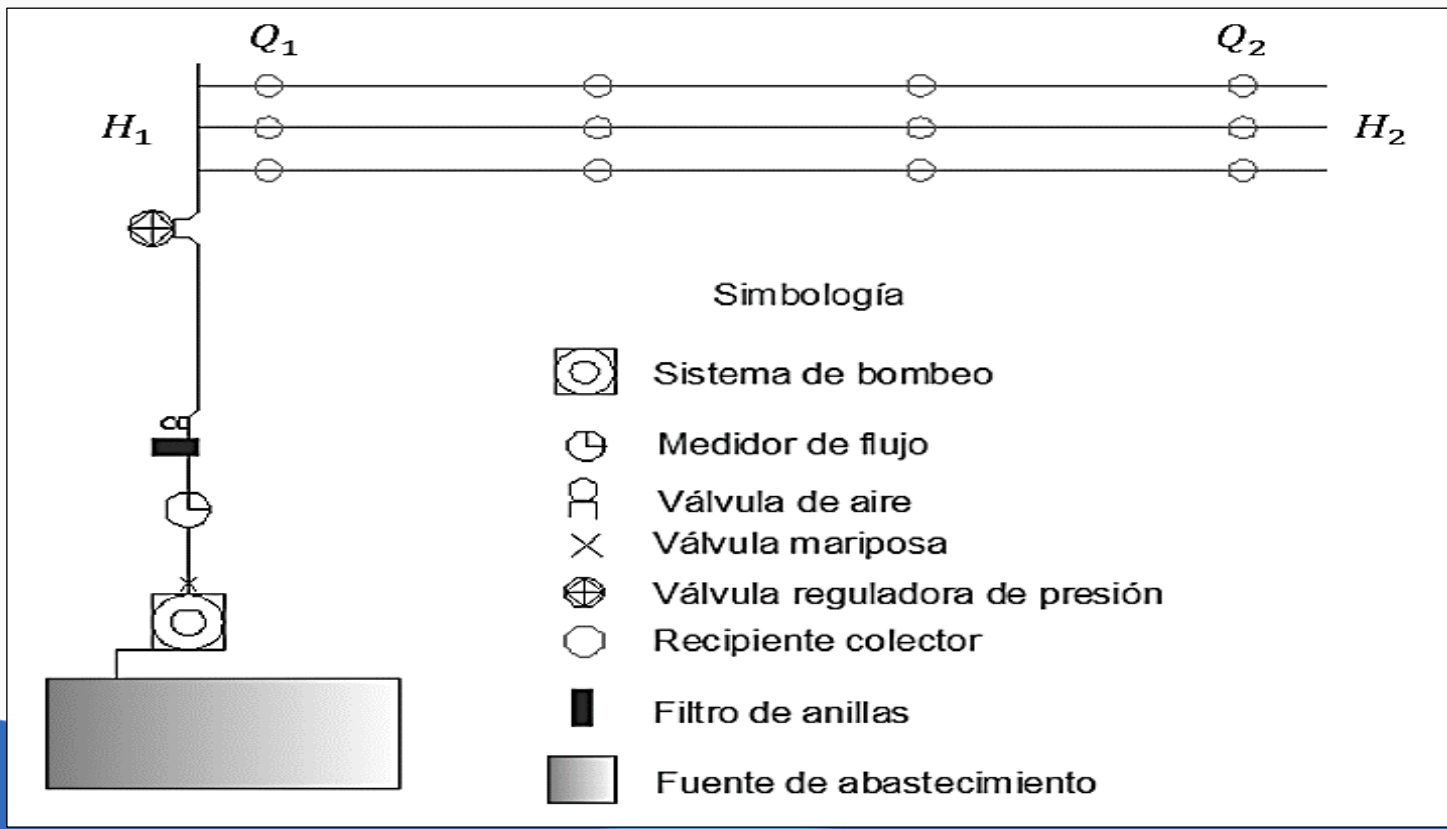 Q₁ Q₂
H₁ H₂
Simbología
Sistema de bombeo
Medidor de flujo
Válvula de aire
Válvula mariposa
Válvula reguladora de presión
Recipiente colector
Filtro de anillas
Fuente de abastecimiento